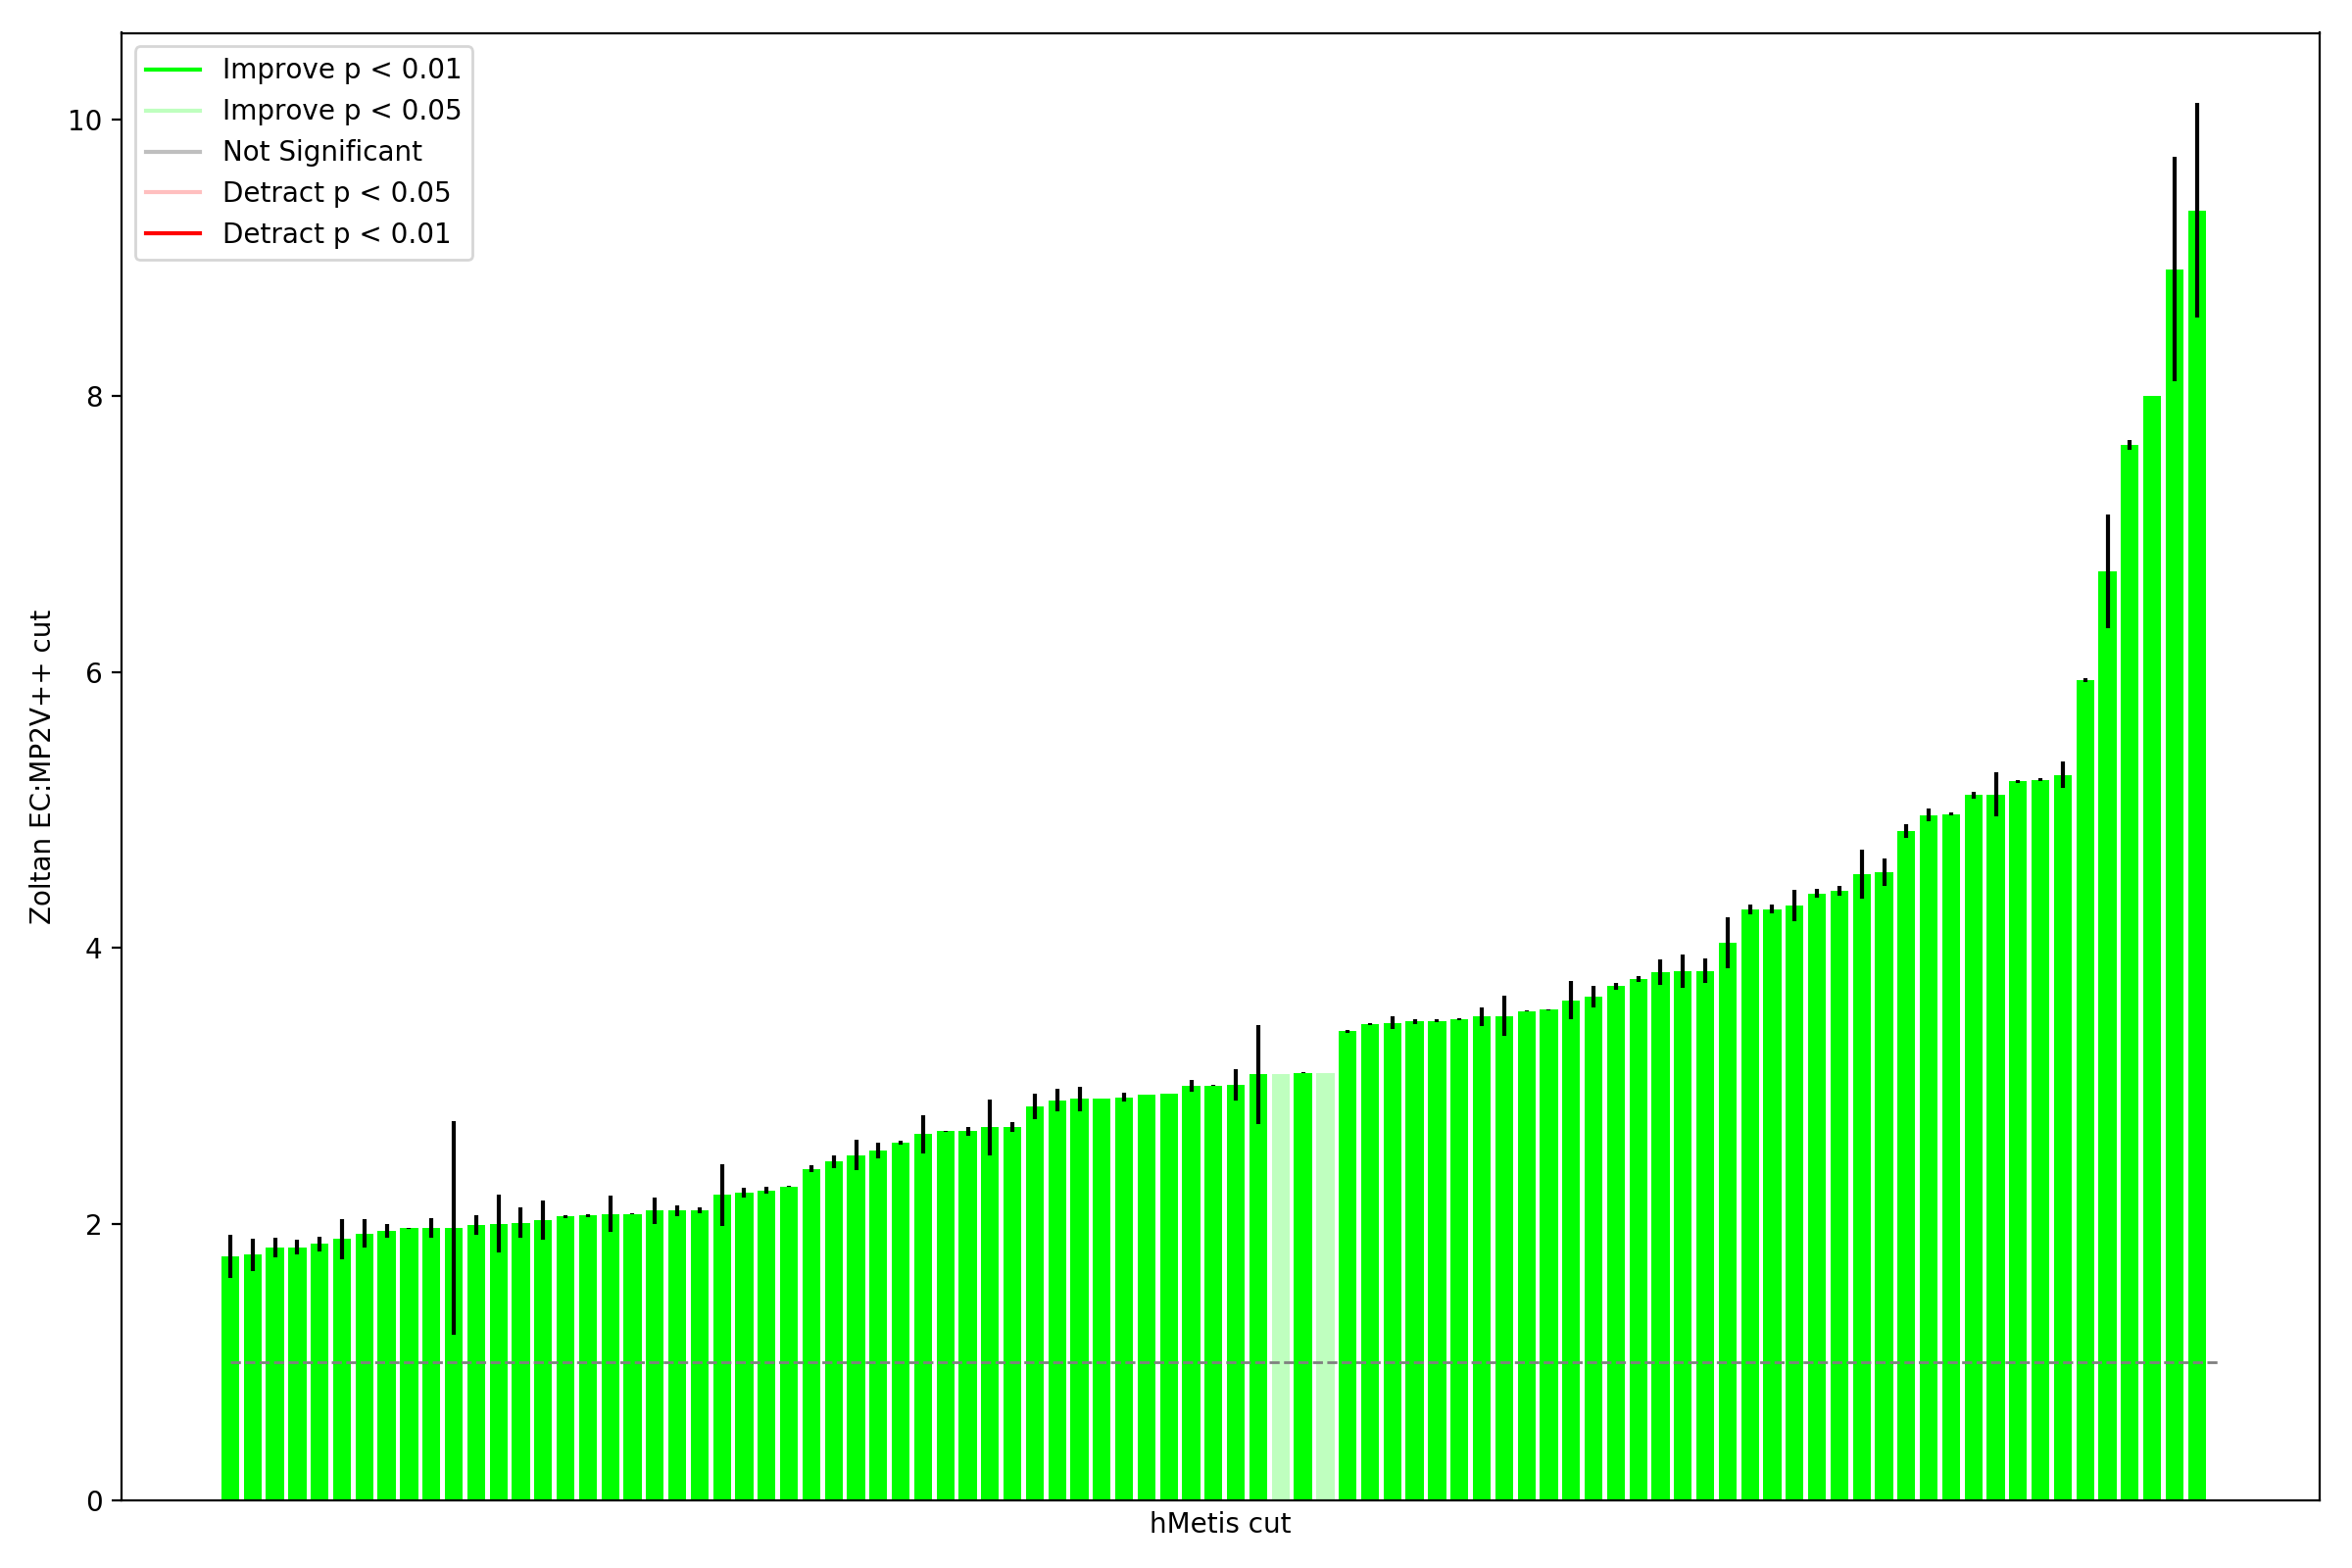 Improve p < 0.01
Improve p < 0.05
Not Significant
Detract p < 0.05
Detract p < 0.01
10
8
6
4
2
0
Zoltan EC:MP2V++ cut
hMetis cut